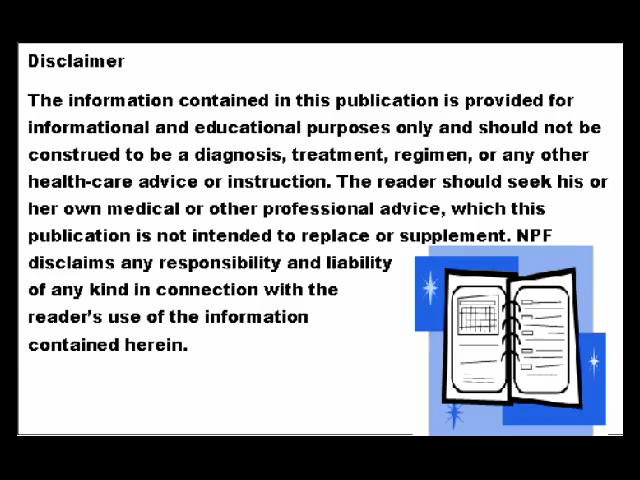 Disclaimer
The information contained in this publication is provided for
informational and educational purposes only and should not be
construed to be a diagnosis, treatment, regimen, or any other
health-care advice or instruction. The reader should seek his or
her own medical or other professional advice, which this
publication is not intended to replace or supplement. NPF
disclaims any responsibility and liability
of any kind in connection with the
reader's use of the information
contained herein.